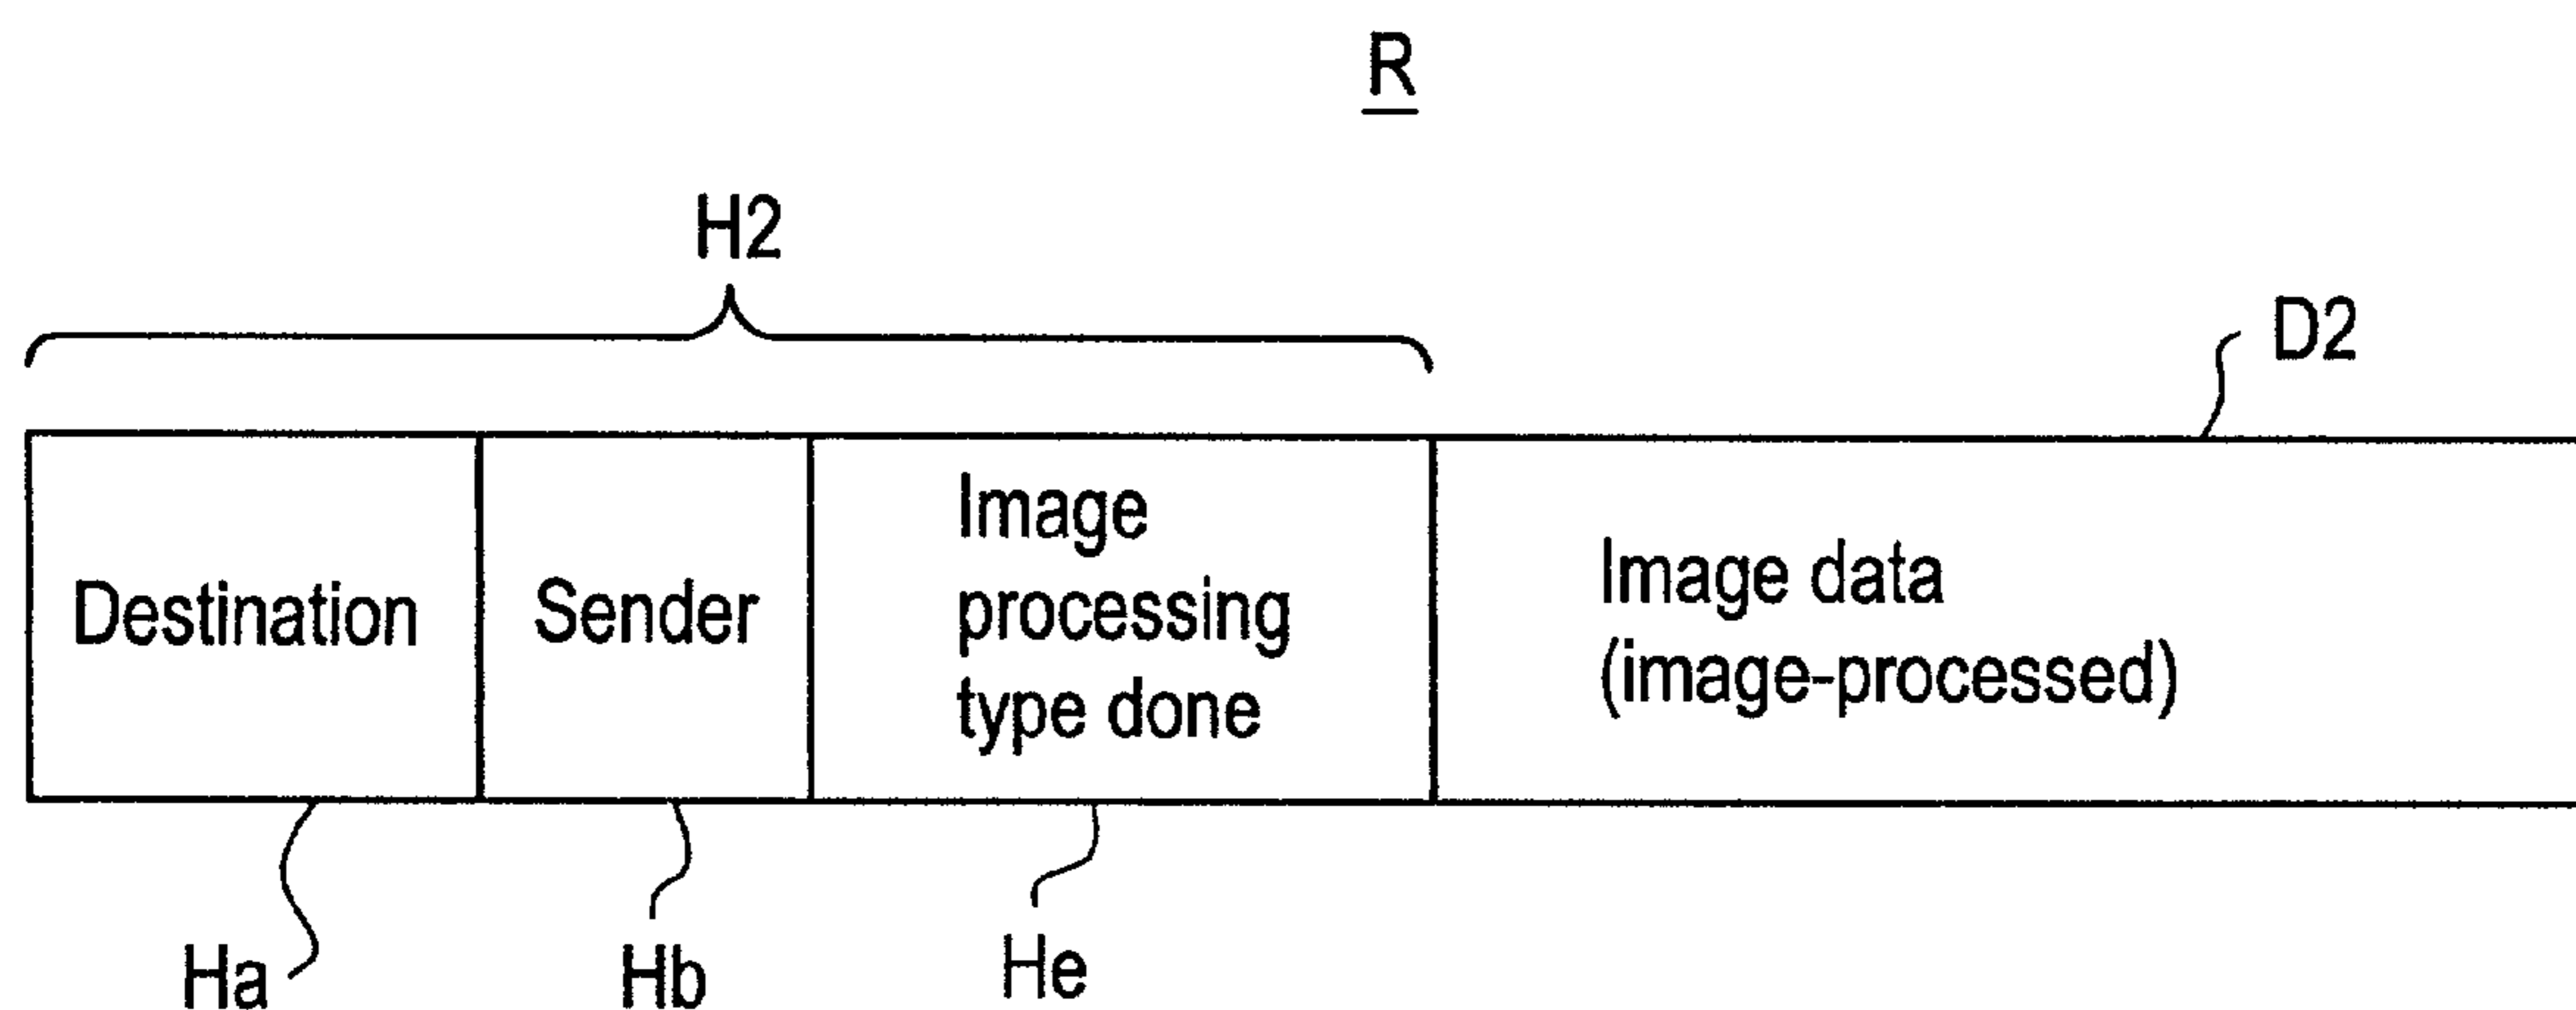 R
H2
D2
Destination
Sender
Image
processing
type done
Image data
(image-processed)
Ha
Hb
He